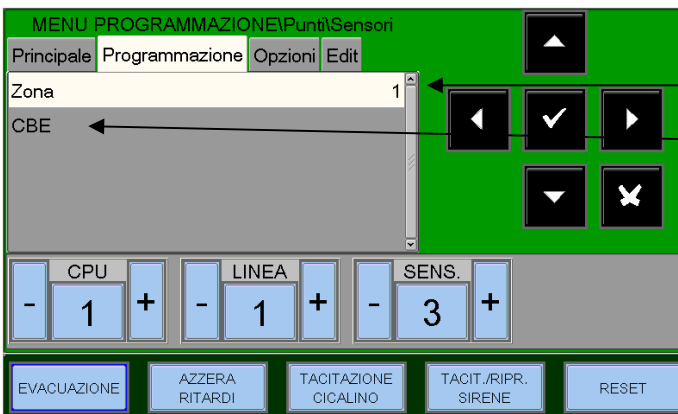 MENU PROGRAMMAZIONE\Punti\Sensori
Principale Programmazione Opzioni Edit
Zona 1
CBE
CPU LINEA SENS.
- 1 + - 1 + - 3 +
EVACUAZIONE
AZZERA
RITARDI
TACITAZIONE
CICALINO
TACIT./RIPR.
SIRENE
RESET